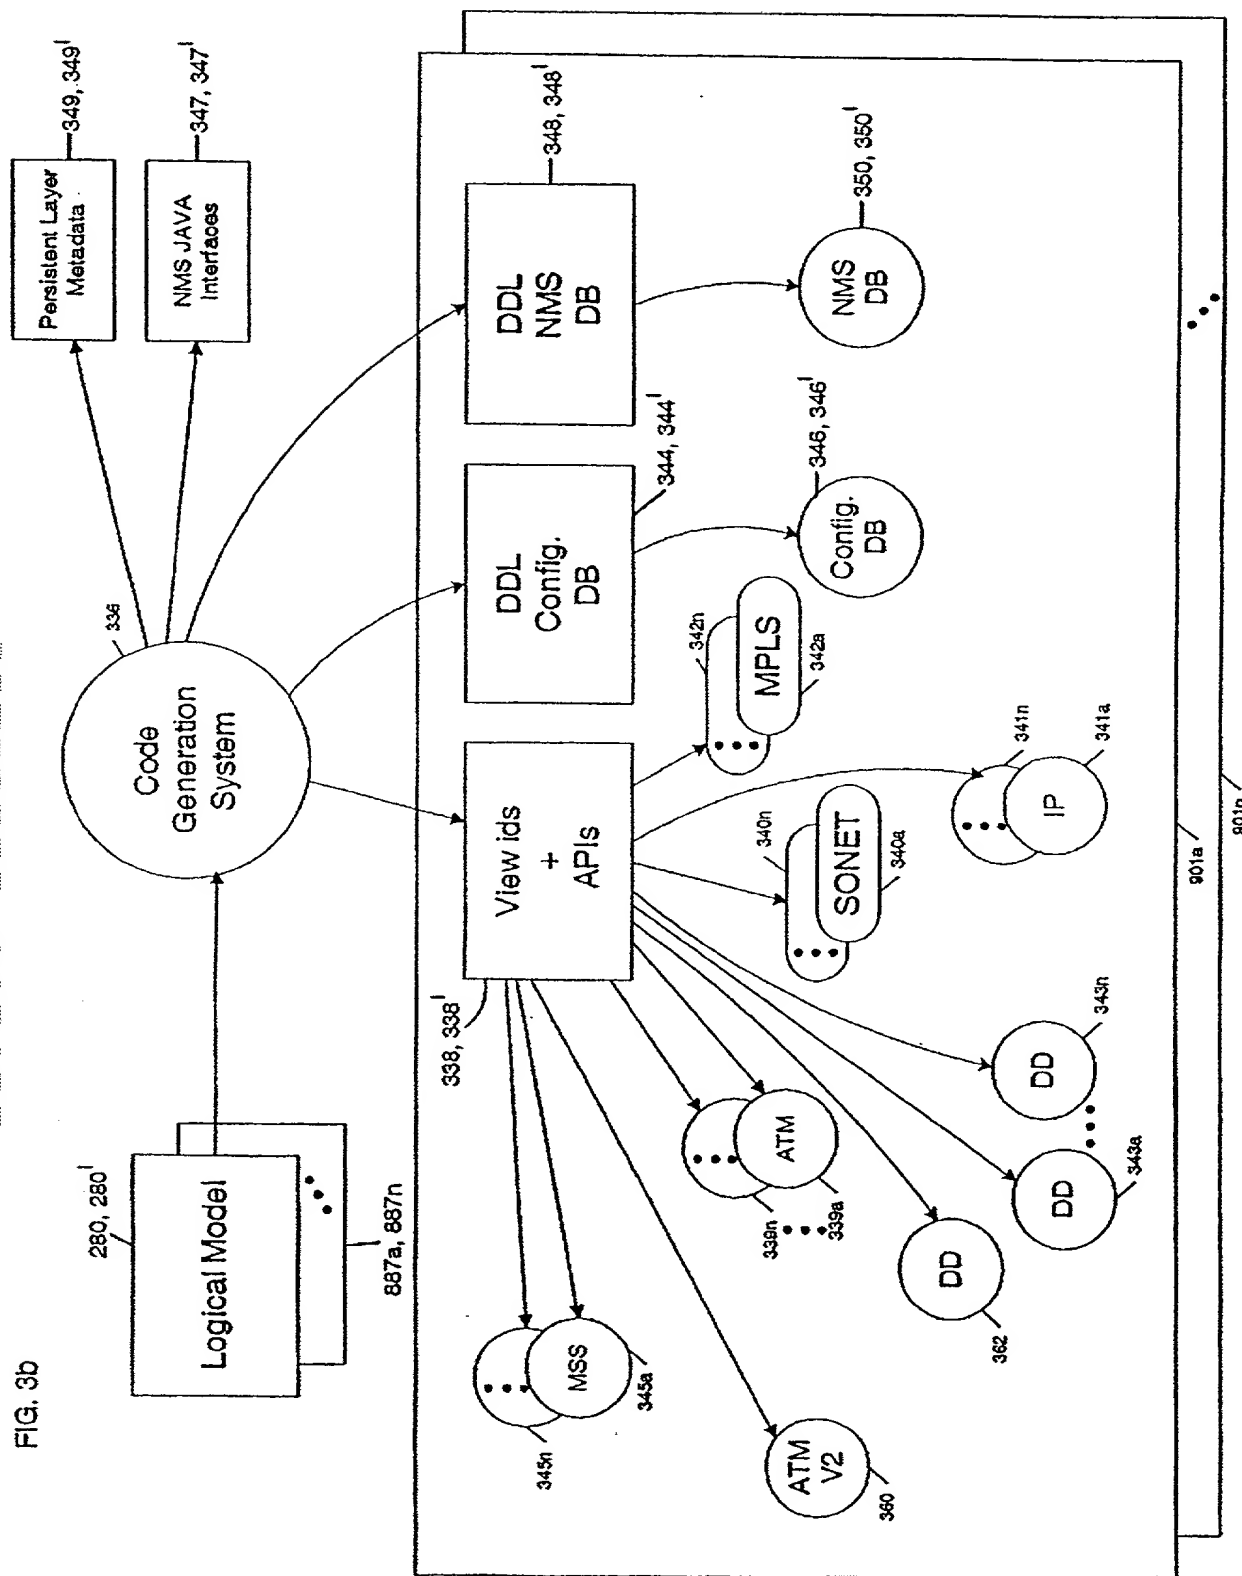 FIG. 3b
280, 280'
Logical Model
887a, 887n
336
Code
Generation
System
Persistent Layer
Metadata
349, 349'
NMS JAVA
Interfaces
347, 347'
338, 338'
View ids
+
APIs
DDL
Config.
DB
344, 344'
DDL
NMS
DB
348, 348'
345n
MSS
345a
ATM
V2
360
339n
ATM
339a
DD
362
DD
343a
DD
343n
340n
SONET
340a
341n
IP
341a
342n
MPLS
342a
Config.
DB
346, 346'
NMS
DB
350, 350'
901a
901n